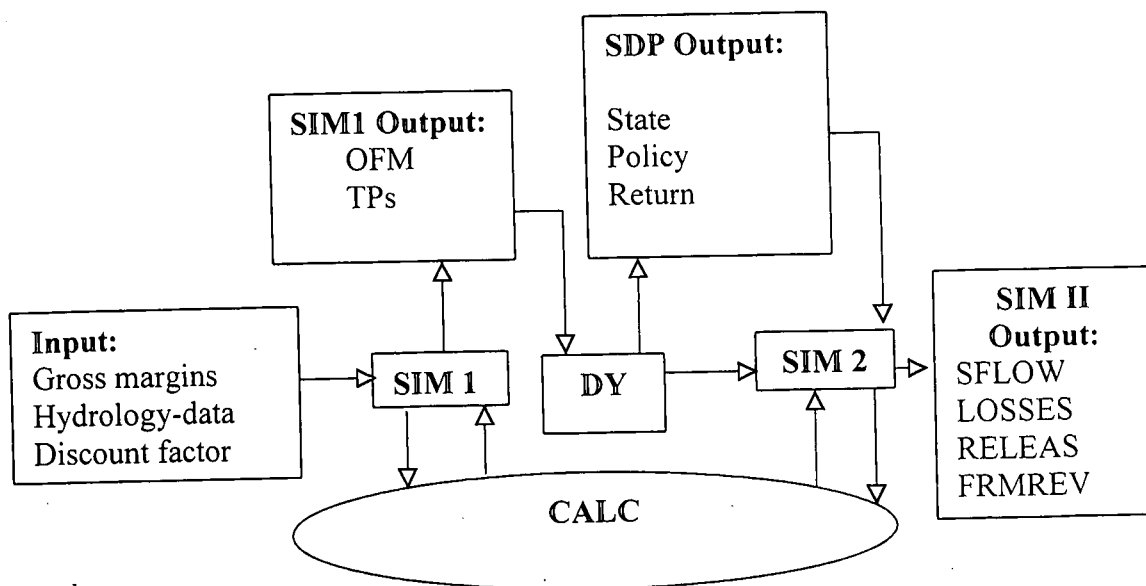 SDP Output:
State
Policy
Return
SIM1 Output:
OFM
TPs
Input:
Gross margins
Hydrology-data
Discount factor
SIM 1
DY
SIM 2
SIM II
Output:
SFLOW
LOSSES
RELEAS
FRMREV
CALC